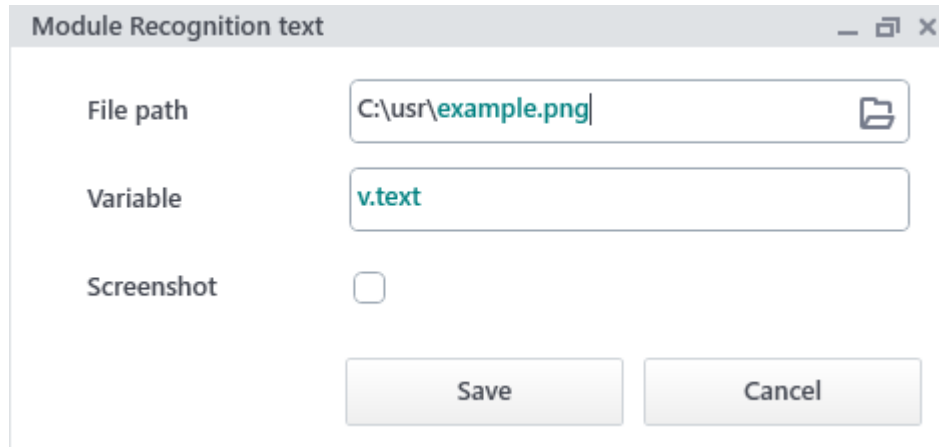 Module Recognition text
File path
C:\usr\example.png
Variable
v.text
Screenshot
Save
Cancel